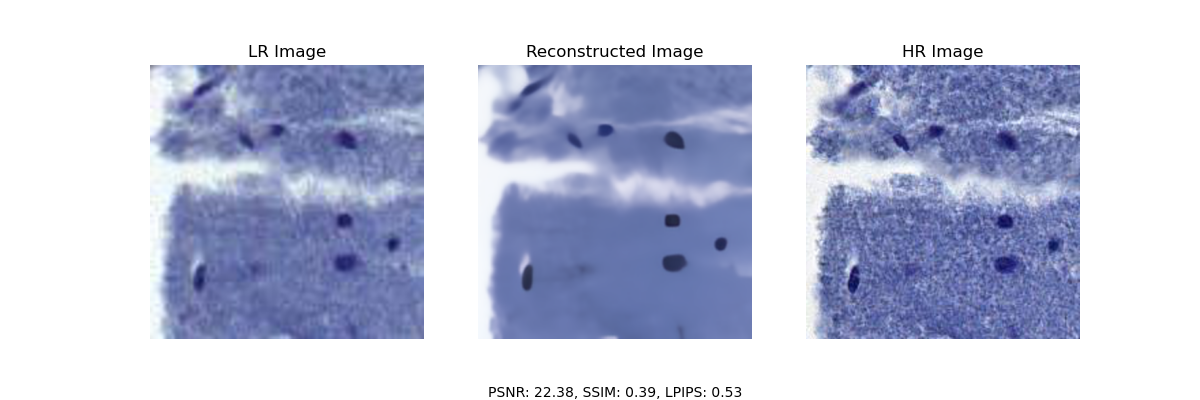 LR Image
Reconstructed Image
HR Image
PSNR: 22.38, SSIM: 0.39, LPIPS: 0.53